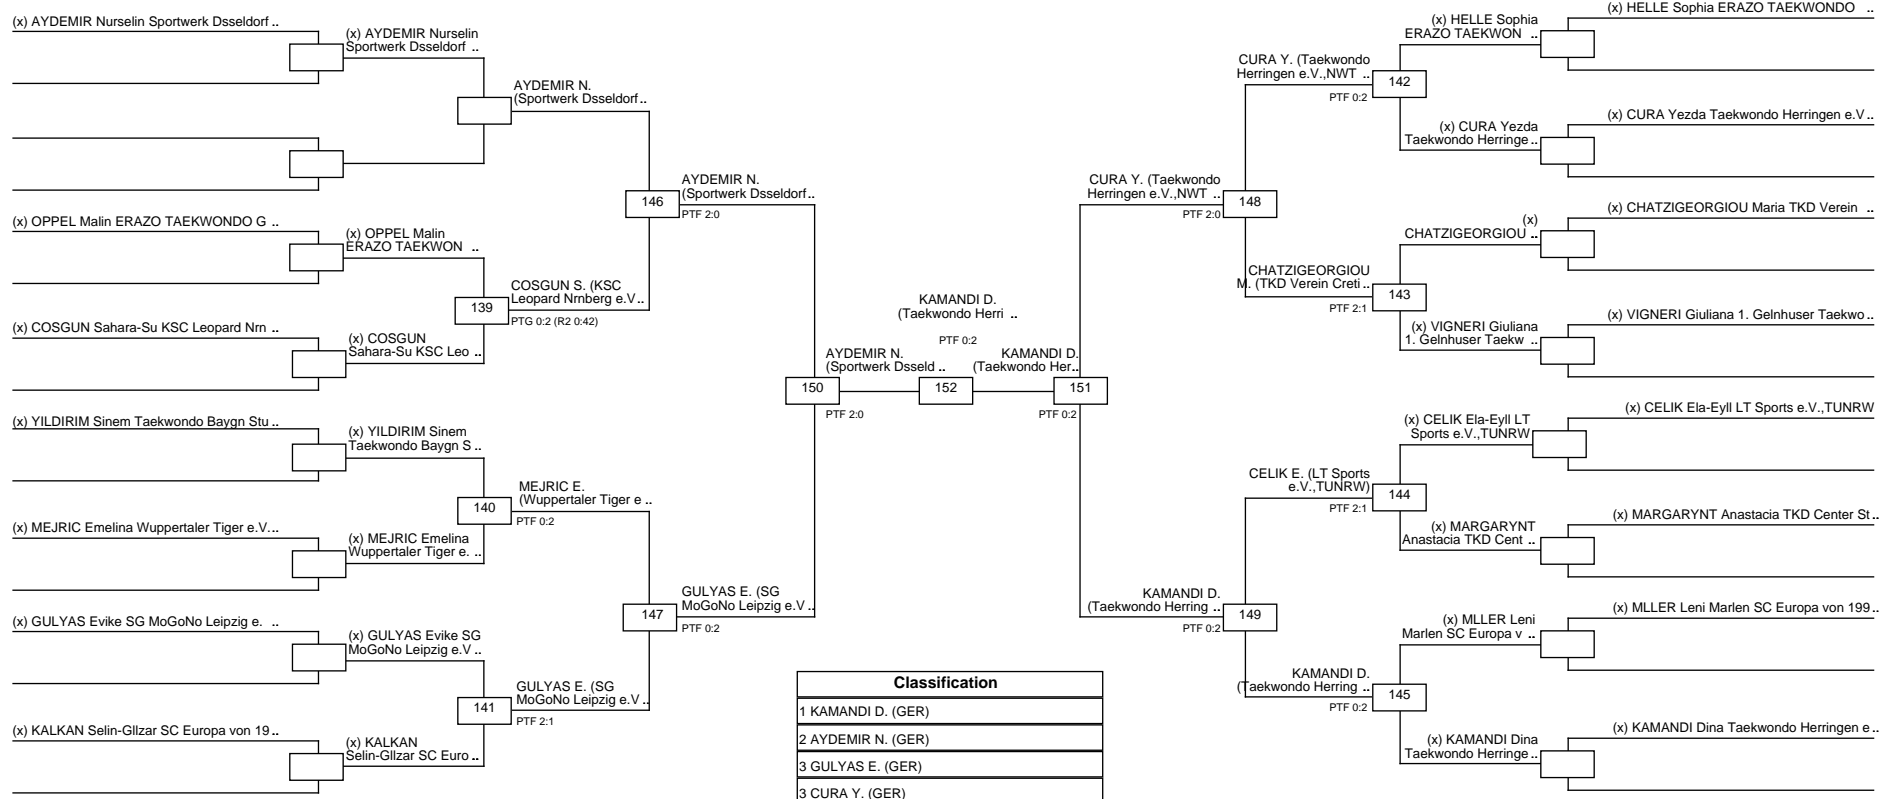 (x) AYDEMIR Nurselin Sportwerk Dsseldorf ..
(x) AYDEMIR Nurselin
Sportwerk Dsseldorf ..
AYDEMIR N.
(Sportwerk Dsseldorf ..
(x) OPPEL Malin ERAZO TAEKWONDO G ..
(x) OPPEL Malin
ERAZO TAEKWON ..
139
COSGUN S. (KSC
Leopard Nrnberg e.V ..
PTG 0:2 (R2 0:42)
(x) COSGUN Sahara-Su KSC Leopard Nrn ..
(x) COSGUN
Sahara-Su KSC Leo ..
146
AYDEMIR N.
(Sportwerk Dsseldorf ..
PTF 2:0
(x) YILDIRIM Sinem Taekwondo Baygn Stu ..
(x) YILDIRIM Sinem
Taekwondo Baygn S ..
140
MEJRIC E.
(Wuppertaler Tiger e ..
PTF 0:2
(x) MEJRIC Emelina Wuppertaler Tiger e.V. ..
(x) MEJRIC Emelina
Wuppertaler Tiger e. ..
147
GULYAS E. (SG
MoGoNo Leipzig e.V ..
PTF 0:2
(x) GULYAS Evike SG MoGoNo Leipzig e. ..
(x) GULYAS Evike SG
MoGoNo Leipzig e.V ..
141
GULYAS E. (SG
MoGoNo Leipzig e.V ..
PTF 2:1
(x) KALKAN Selin-Gllzar SC Europa von 19 ..
(x) KALKAN
Selin-Gllzar SC Euro ..
150
AYDEMIR N.
(Sportwerk Dsseld ..
PTF 2:0
KAMANDI D.
(Taekwondo Herri ..
PTF 0:2
152
KAMANDI D.
(Taekwondo Her ..
151
PTF 0:2
(x) HELLE Sophia ERAZO TAEKWONDO ..
(x) HELLE Sophia
ERAZO TAEKWON ..
CURA Y. (Taekwondo
Herringen e.V.,NWT ..
142
PTF 0:2
(x) CURA Yezda Taekwondo Herringen e.V ..
(x) CURA Yezda
Taekwondo Herringe ..
CURA Y. (Taekwondo
Herringen e.V.,NWT ..
148
PTF 2:0
(x) CHATZIGEORGIOU Maria TKD Verein ..
(x)
CHATZIGEORGIOU ..
CHATZIGEORGIOU
M. (TKD Verein Creti ..
143
PTF 2:1
(x) VIGNERI Giuliana 1. Gelnhuser Taekwo ..
(x) VIGNERI Giuliana
1. Gelnhuser Taekw ..
(x) CELIK Ela-Eyll LT Sports e.V.,TUNRW
(x) CELIK Ela-Eyll LT
Sports e.V.,TUNRW
CELIK E. (LT Sports
e.V.,TUNRW)
144
PTF 2:1
(x) MARGARYNT Anastacia TKD Center St ..
(x) MARGARYNT
Anastacia TKD Cent ..
KAMANDI D.
(Taekwondo Herring ..
149
PTF 0:2
(x) MLLER Leni Marlen SC Europa von 199 ..
(x) MLLER Leni
Marlen SC Europa v ..
KAMANDI D.
(Taekwondo Herring ..
145
PTF 0:2
(x) KAMANDI Dina Taekwondo Herringen e ..
(x) KAMANDI Dina
Taekwondo Herringe ..
Classification
1 KAMANDI D. (GER)
2 AYDEMIR N. (GER)
3 GULYAS E. (GER)
3 CURA Y. (GER)